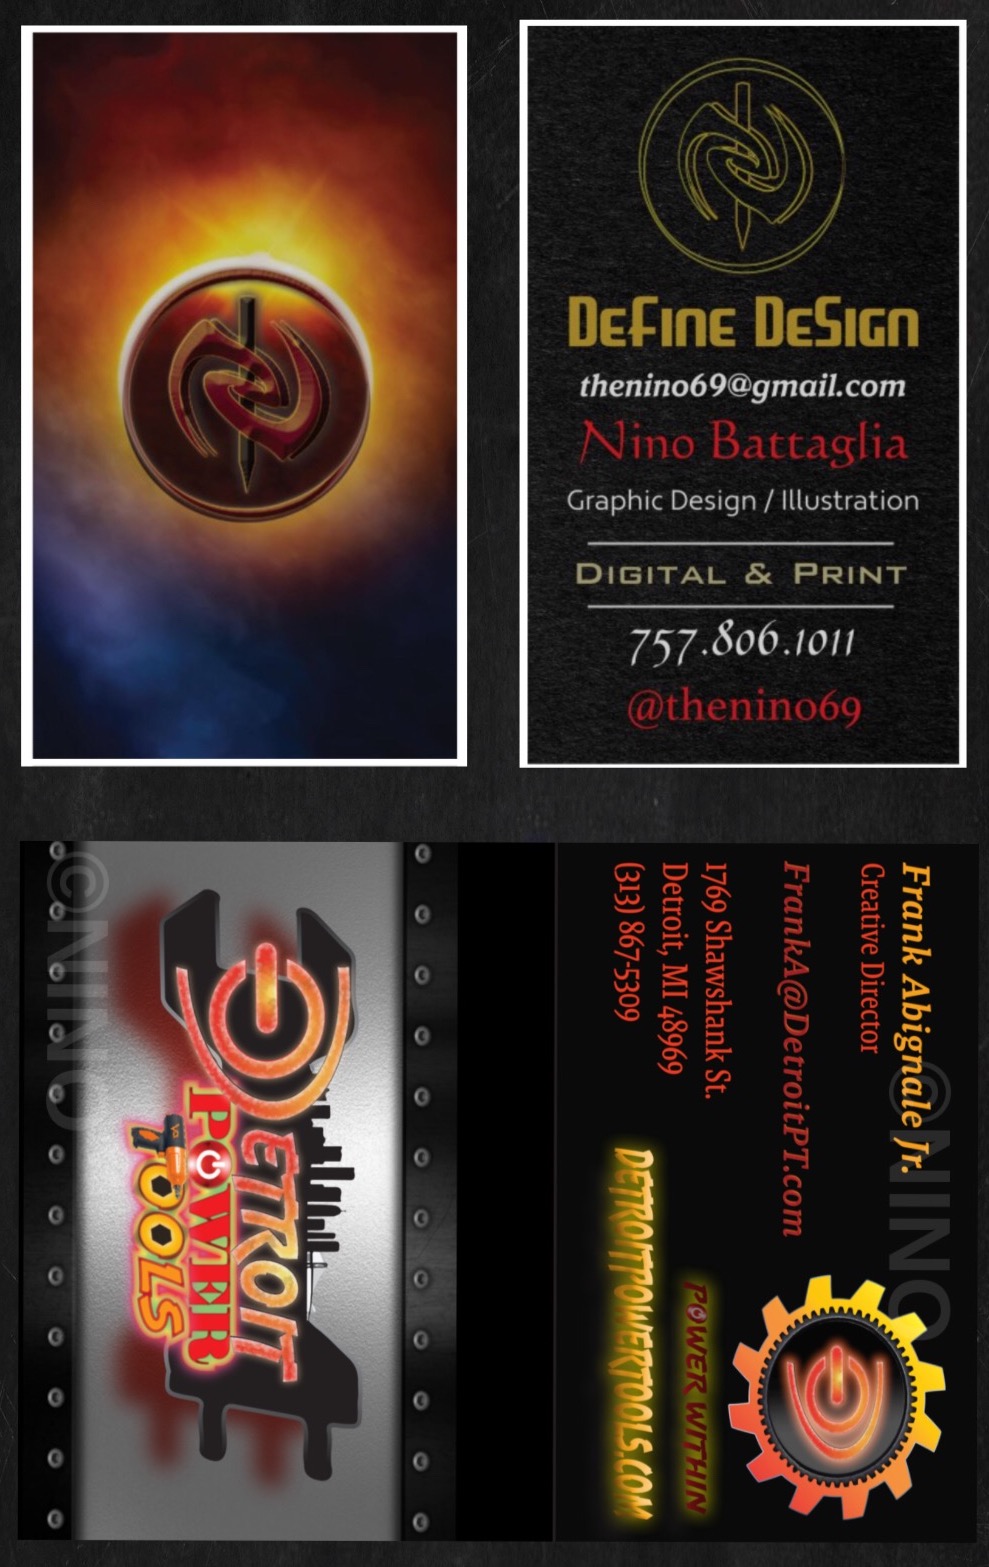 DeFine DeSign
thenino69@gmail.com
Nino Battaglia
Graphic Design / Illustration
Digital & Print
757.806.1011
@thenino69
©NINO
DETROIT
POWER
TOOLS
VO
Frank Abignale Jr.
Creative Director
FrankA@DetroitPT.com
1769 Shawshank St.
Detroit, MI 48969
(313) 867-5309
POWER WITHIN
DETROITPOWERTOOLS.COM
©NINO